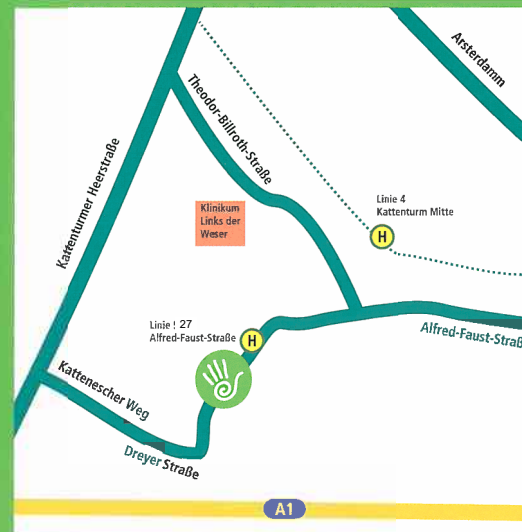 Arsterdamm
Theodor-Billroth-Straße
Kattenturmer Heerstraße
Klinikum
Links der
Weser
Linie 4
Kattenturm Mitte
H
Linie ! 27
Alfred-Faust-Straße
H
Alfred-Faust-Straß
Kattenescher Weg
Dreyer Straße
A1